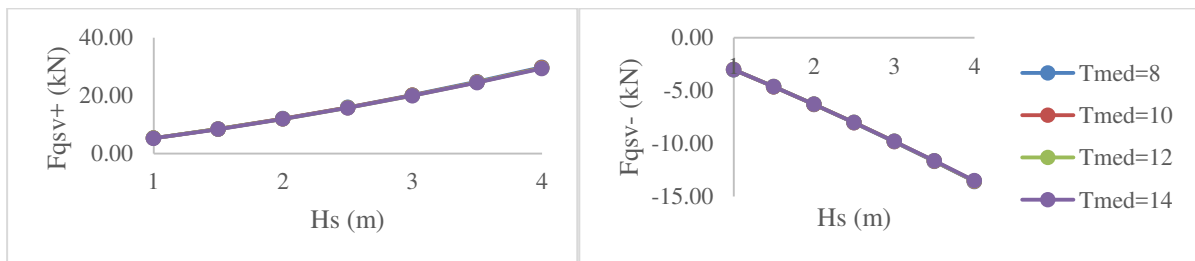 Fqsv+ (kN)
40.00
20.00
0.00
1 2 3 4
Hs (m)
Fqsv- (kN)
0.00
-5.00
-10.00
-15.00
1 2 3 4
Hs (m)
Tmed=8
Tmed=10
Tmed=12
Tmed=14